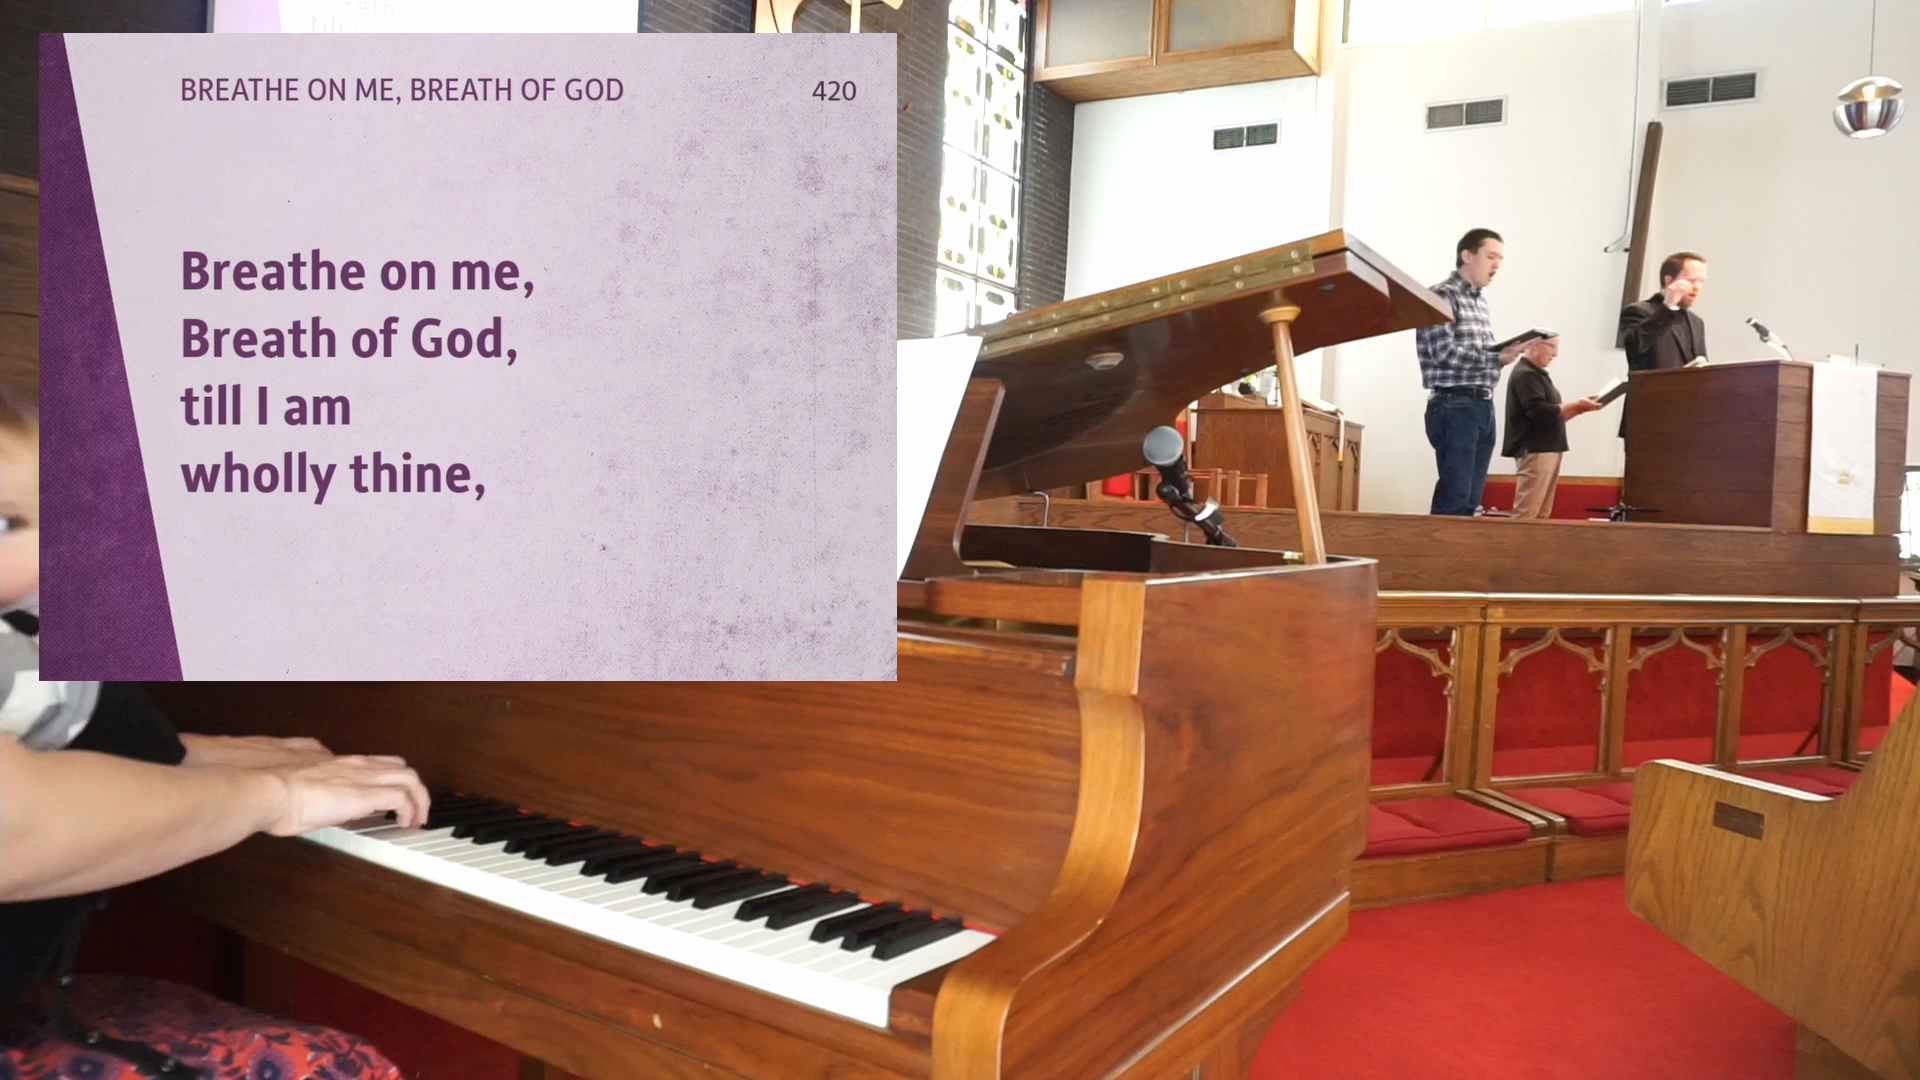 BREATHE ON ME, BREATH OF GOD 420
Breathe on me,
Breath of God,
till I am
wholly thine,